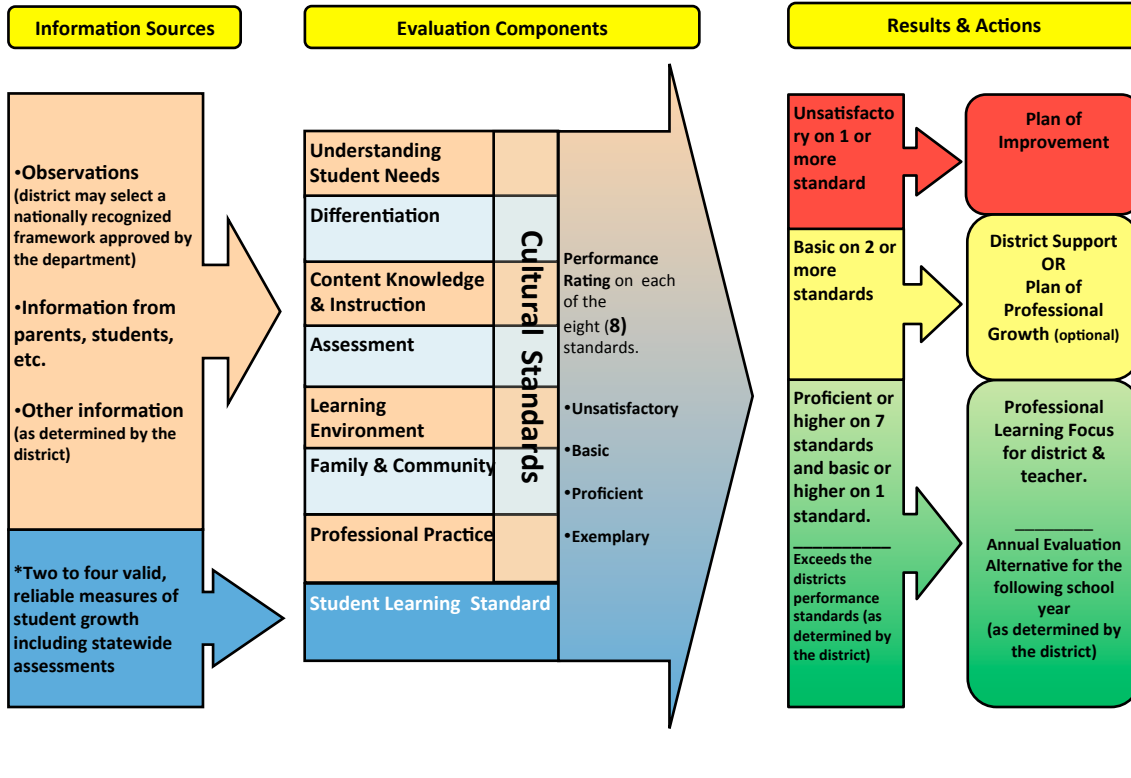 Information Sources
Evaluation Components
Results & Actions
•Observations
(district may select a
nationally recognized
framework approved by
the department)
•Information from
parents, students,
etc.
•Other information
(as determined by the
district)
*Two to four valid,
reliable measures of
student growth
including statewide
assessments
Understanding
Student Needs
Differentiation
Content Knowledge
& Instruction
Assessment
Learning
Environment
Family & Community
Professional Practice
Cultural Standards
Student Learning Standard
Performance
Rating on each
of the
eight (8)
standards.
•Unsatisfactory
•Basic
•Proficient
•Exemplary
Unsatisfacto
ry on 1 or
more
standard
Plan of
Improvement
Basic on 2 or
more
standards
District Support
OR
Plan of
Professional
Growth (optional)
Proficient or
higher on 7
standards
and basic or
higher on 1
standard.
__________
Exceeds the
districts
performance
standards (as
determined by
the district)
Professional
Learning Focus
for district &
teacher.
________
Annual Evaluation
Alternative for the
following school
year
(as determined by
the district)